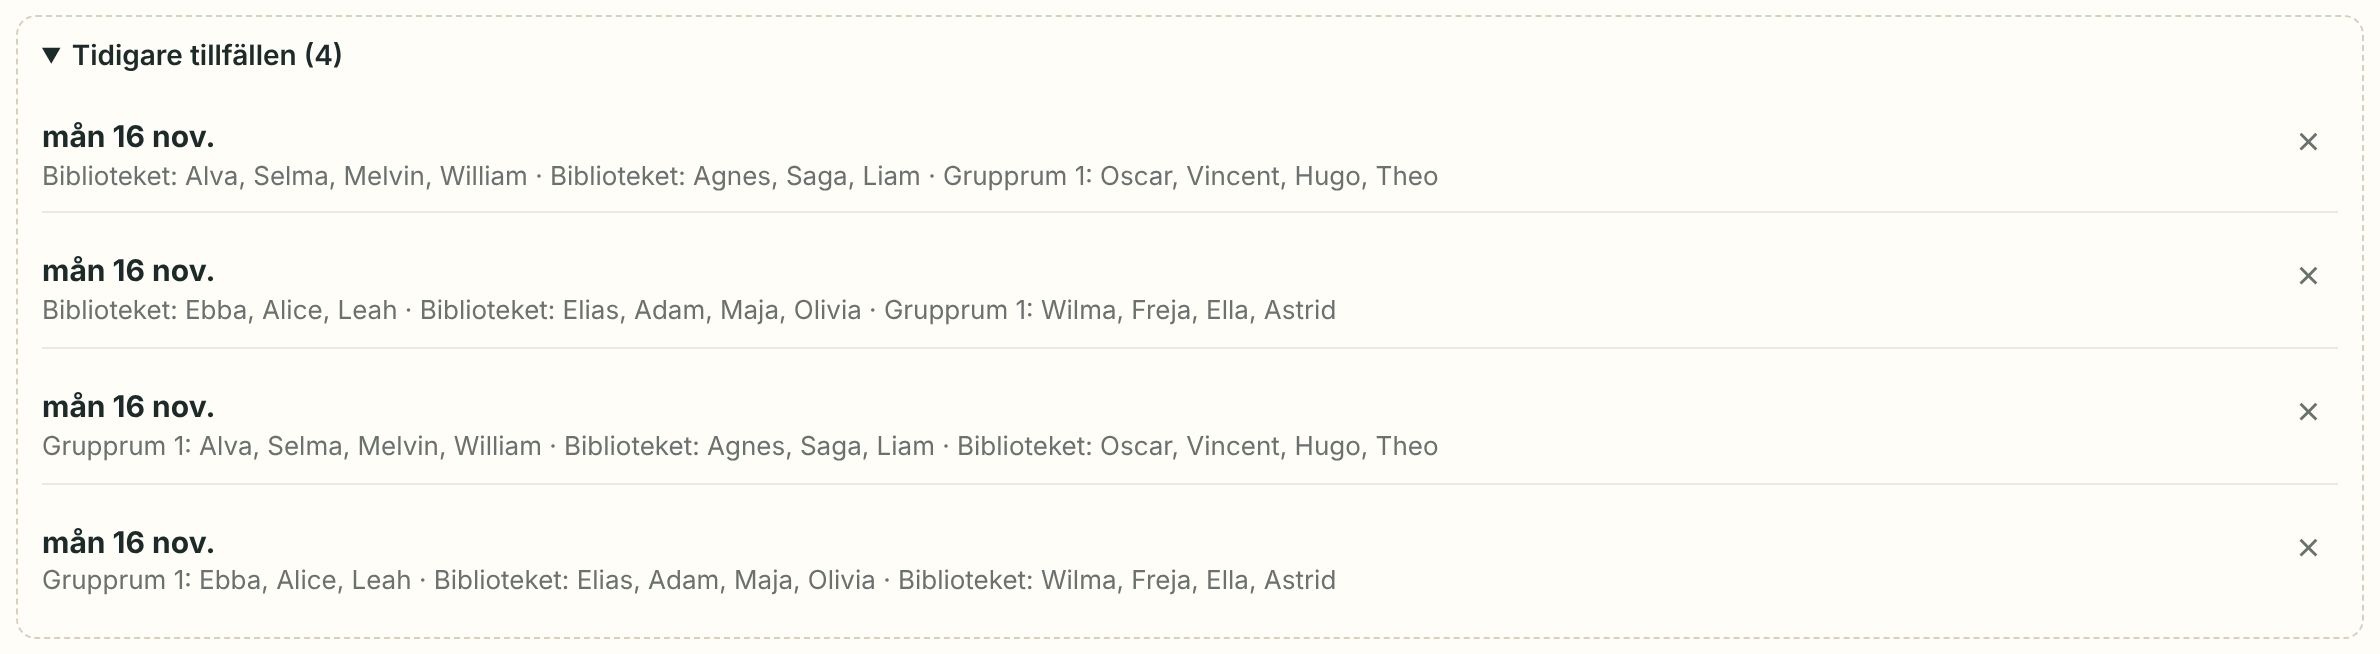 ▼ Tidigare tillfällen (4)
mån 16 nov.
Biblioteket: Alva, Selma, Melvin, William · Biblioteket: Agnes, Saga, Liam · Grupprum 1: Oscar, Vincent, Hugo, Theo
mån 16 nov.
Biblioteket: Ebba, Alice, Leah · Biblioteket: Elias, Adam, Maja, Olivia · Grupprum 1: Wilma, Freja, Ella, Astrid
mån 16 nov.
Grupprum 1: Alva, Selma, Melvin, William · Biblioteket: Agnes, Saga, Liam · Biblioteket: Oscar, Vincent, Hugo, Theo
mån 16 nov.
Grupprum 1: Ebba, Alice, Leah · Biblioteket: Elias, Adam, Maja, Olivia · Biblioteket: Wilma, Freja, Ella, Astrid